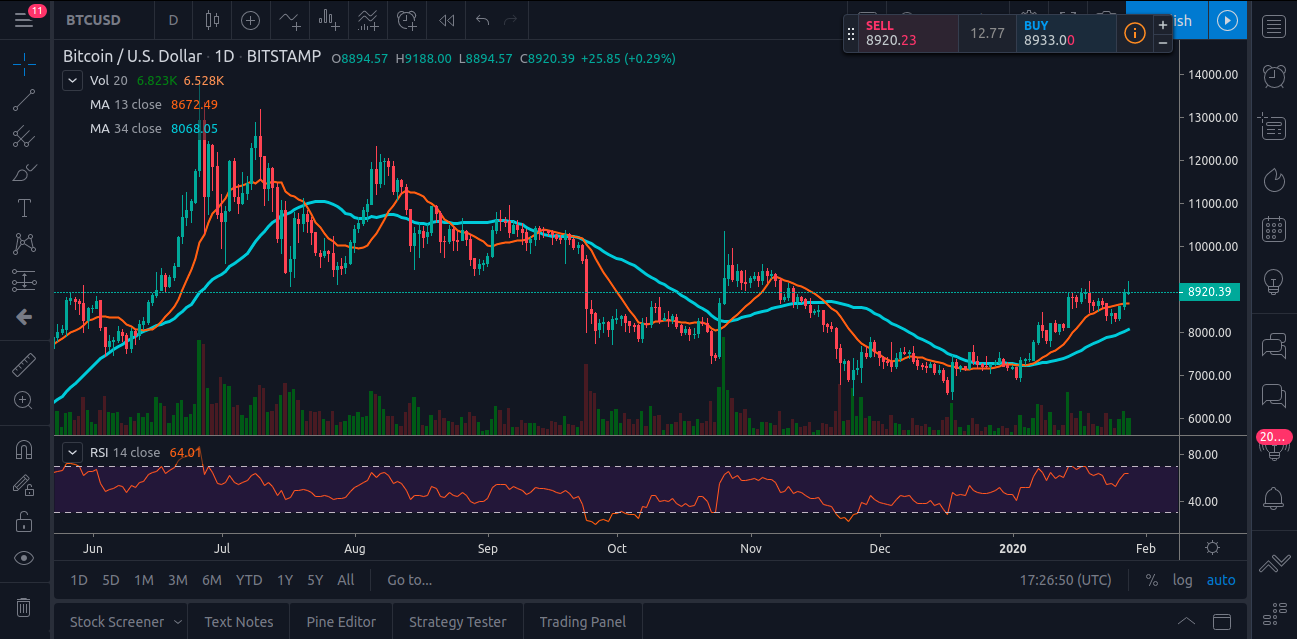 11
BTCUSD D
SELL
8920.23
12.77
BUY
8933.00
+
−
ish
Bitcoin / U.S. Dollar · 1D · BITSTAMP O8894.57 H9188.00 L8894.57 C8920.39 +25.85 (+0.29%)
Vol 20 6.823K 6.528K
MA 13 close 8672.49
MA 34 close 8068.05
14000.00
13000.00
12000.00
11000.00
10000.00
8920.39
8000.00
7000.00
6000.00
RSI 14 close 64.01
80.00
40.00
20...
Jun Jul Aug Sep Oct Nov Dec 2020 Feb
1D 5D 1M 3M 6M YTD 1Y 5Y All Go to... 17:26:50 (UTC) % log auto
Stock Screener Text Notes Pine Editor Strategy Tester Trading Panel